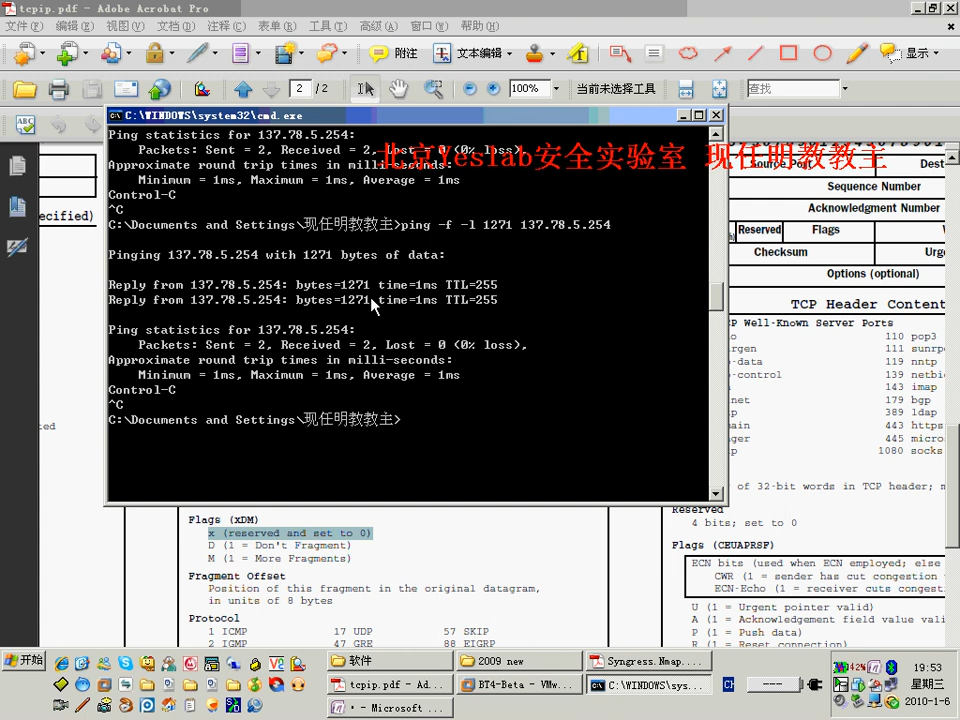 tcpip.pdf - Adobe Acrobat Pro
文件(F) 编辑(E) 视图(V) 文档(D) 注释(C) 表单(R) 工具(T) 高级(A) 窗口(W) 帮助(H)
附注 文本编辑 显示
2 / 2 100% 当前未选择工具 查找
C:\WINDOWS\system32\cmd.exe
北京Yeslab安全实验室 现任明教教主
Ping statistics for 137.78.5.254:
Packets: Sent = 2, Received = 2, Lost = 0 (0% loss),
Approximate round trip times in milli-seconds:
Minimum = 1ms, Maximum = 1ms, Average = 1ms
Control-C
^C
C:\Documents and Settings\现任明教教主>ping -f -l 1271 137.78.5.254
Pinging 137.78.5.254 with 1271 bytes of data:
Reply from 137.78.5.254: bytes=1271 time=1ms TTL=255
Reply from 137.78.5.254: bytes=1271 time=1ms TTL=255
Ping statistics for 137.78.5.254:
Packets: Sent = 2, Received = 2, Lost = 0 (0% loss),
Approximate round trip times in milli-seconds:
Minimum = 1ms, Maximum = 1ms, Average = 1ms
Control-C
^C
C:\Documents and Settings\现任明教教主>
ecified)
ted
Source Port Dest
Sequence Number
Acknowledgment Number
Reserved Flags
Checksum Urge
Options (optional)
TCP Header Content
P Well-Known Server Ports
110 pop3
111 sunrp
-data 119 nntp
-control 139 netbi
143 imap
net 179 bgp
389 ldap
ain 443 https
ger 445 micro
1080 socks
of 32-bit words in TCP header; m
Reserved
4 bits; set to 0
Flags (CEUAPRSF)
ECN bits (used when ECN employed; else
CWR (1 = sender has cut congestion
ECN-Echo (1 = receiver cuts congest
U (1 = Urgent pointer valid)
A (1 = Acknowledgement field value vali
P (1 = Push data)
R (1 = Reset connection)
Flags (xDM)
x (reserved and set to 0)
D (1 = Don't Fragment)
M (1 = More Fragments)
Fragment Offset
Position of this fragment in the original datagram,
in units of 8 bytes
Protocol
1 ICMP 17 UDP 57 SKIP
2 IGMP 47 GRE 88 EIGRP
开始 软件 2009 new Syngress.Nmap.... 42% 19:53
tcpip.pdf - Ad... BT4-Beta - VMw... C:\WINDOWS\sys... CH 星期三
- Microsoft ... 2010-1-6